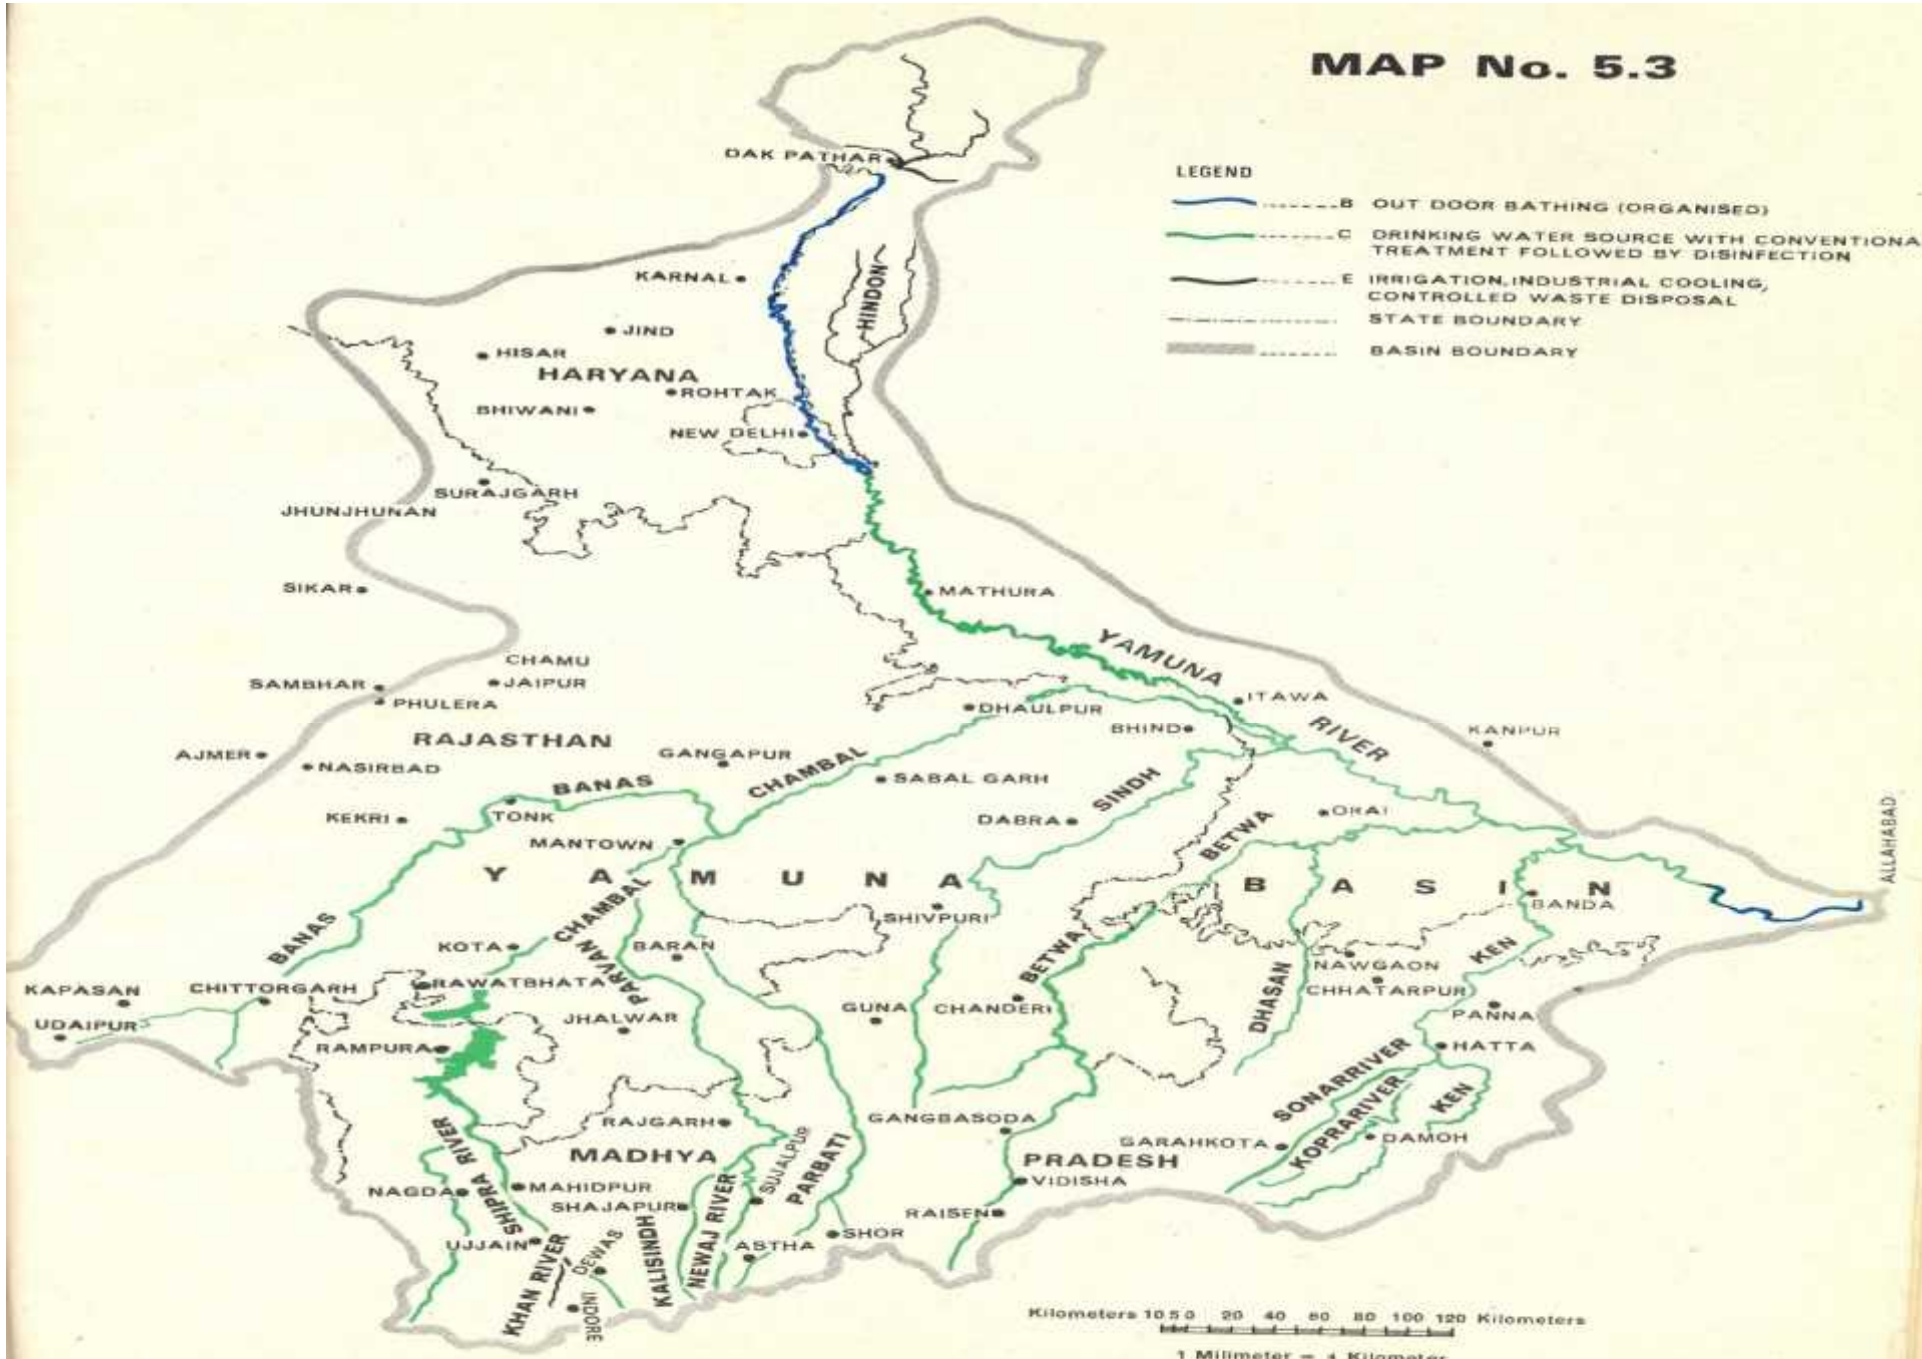 MAP No. 5.3
LEGEND
B OUT DOOR BATHING (ORGANISED)
C DRINKING WATER SOURCE WITH CONVENTIONA
TREATMENT FOLLOWED BY DISINFECTION
E IRRIGATION, INDUSTRIAL COOLING,
CONTROLLED WASTE DISPOSAL
STATE BOUNDARY
BASIN BOUNDARY
DAK PATHAR
KARNAL
HINDON
JIND
HISAR
HARYANA
ROHTAK
BHIWANI
NEW DELHI
SURAJGARH
JHUNJHUNAN
SIKAR
MATHURA
YAMUNA
RIVER
CHAMU
SAMBHAR
JAIPUR
PHULERA
ITAWA
DHAULPUR
BHIND
KANPUR
RAJASTHAN
AJMER
NASIRBAD
GANGAPUR
CHAMBAL
SABAL GARH
BANAS
SINDH
KEKRI
TONK
DABRA
ORAI
BETWA
MANTOWN
ALLAHABAD
Y A M U N A B A S I N
SHIVPURI
BANDA
BANAS
CHAMBAL
KOTA
BARAN
PARVAN
BETWA
KEN
NAWGAON
KAPASAN
CHITTORGARH
RAWATBHATA
CHHATARPUR
DHASAN
GUNA
CHANDERI
PANNA
UDAIPUR
JHALWAR
RAMPURA
HATTA
SONARRIVER
KOPRARIVER
KEN
RAJGARH
GANGBASODA
SHIPRA RIVER
MADHYA
PRADESH
GARAHKOTA
DAMOH
SUJALPUR
PARBATI
NAGDA
MAHIDPUR
SHAJAPUR
VIDISHA
RAISEN
UJJAIN
KHAN RIVER
DEWAS
KALISINDH
NEWAJ RIVER
ASTHA
SHOR
INDORE
Kilometers 10 5 0 20 40 60 80 100 120 Kilometers
1 Milimeter = 1 Kilometer